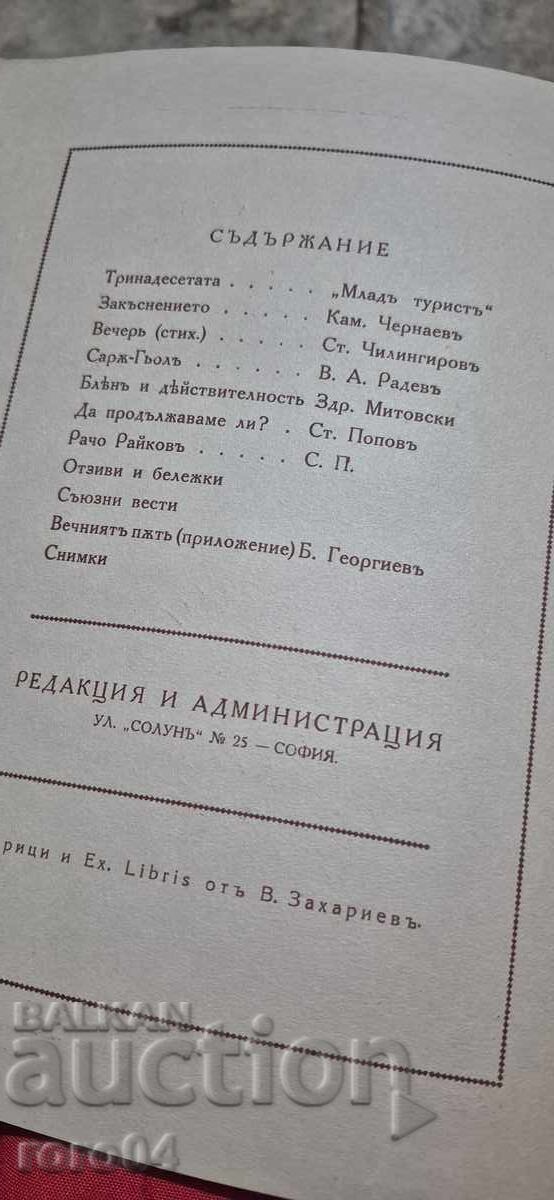 СЪДЪРЖАНИЕ
Тринадесетата . . . . . „Младъ туристъ“
Закъснението . . . . . Кам. Чернаевъ
Вечерь (стих.) . . . . . Ст. Чилингировъ
Сарѫ-Гьолъ . . . . . . В. А. Радевъ
Блѣнъ и дѣйствителность Здр. Митовски
Да продължаваме ли? . Ст. Поповъ
Рачо Райковъ . . . . . С. П.
Отзиви и бележки
Съюзни вести
Вечниятъ пѫть (приложение) Б. Георгиевъ
Снимки
РЕДАКЦИЯ И АДМИНИСТРАЦИЯ
УЛ. „СОЛУНЪ“ № 25 — СОФИЯ.
рици и Ex. Libris отъ В. Захариевъ.
BALKAN
auction
roro04